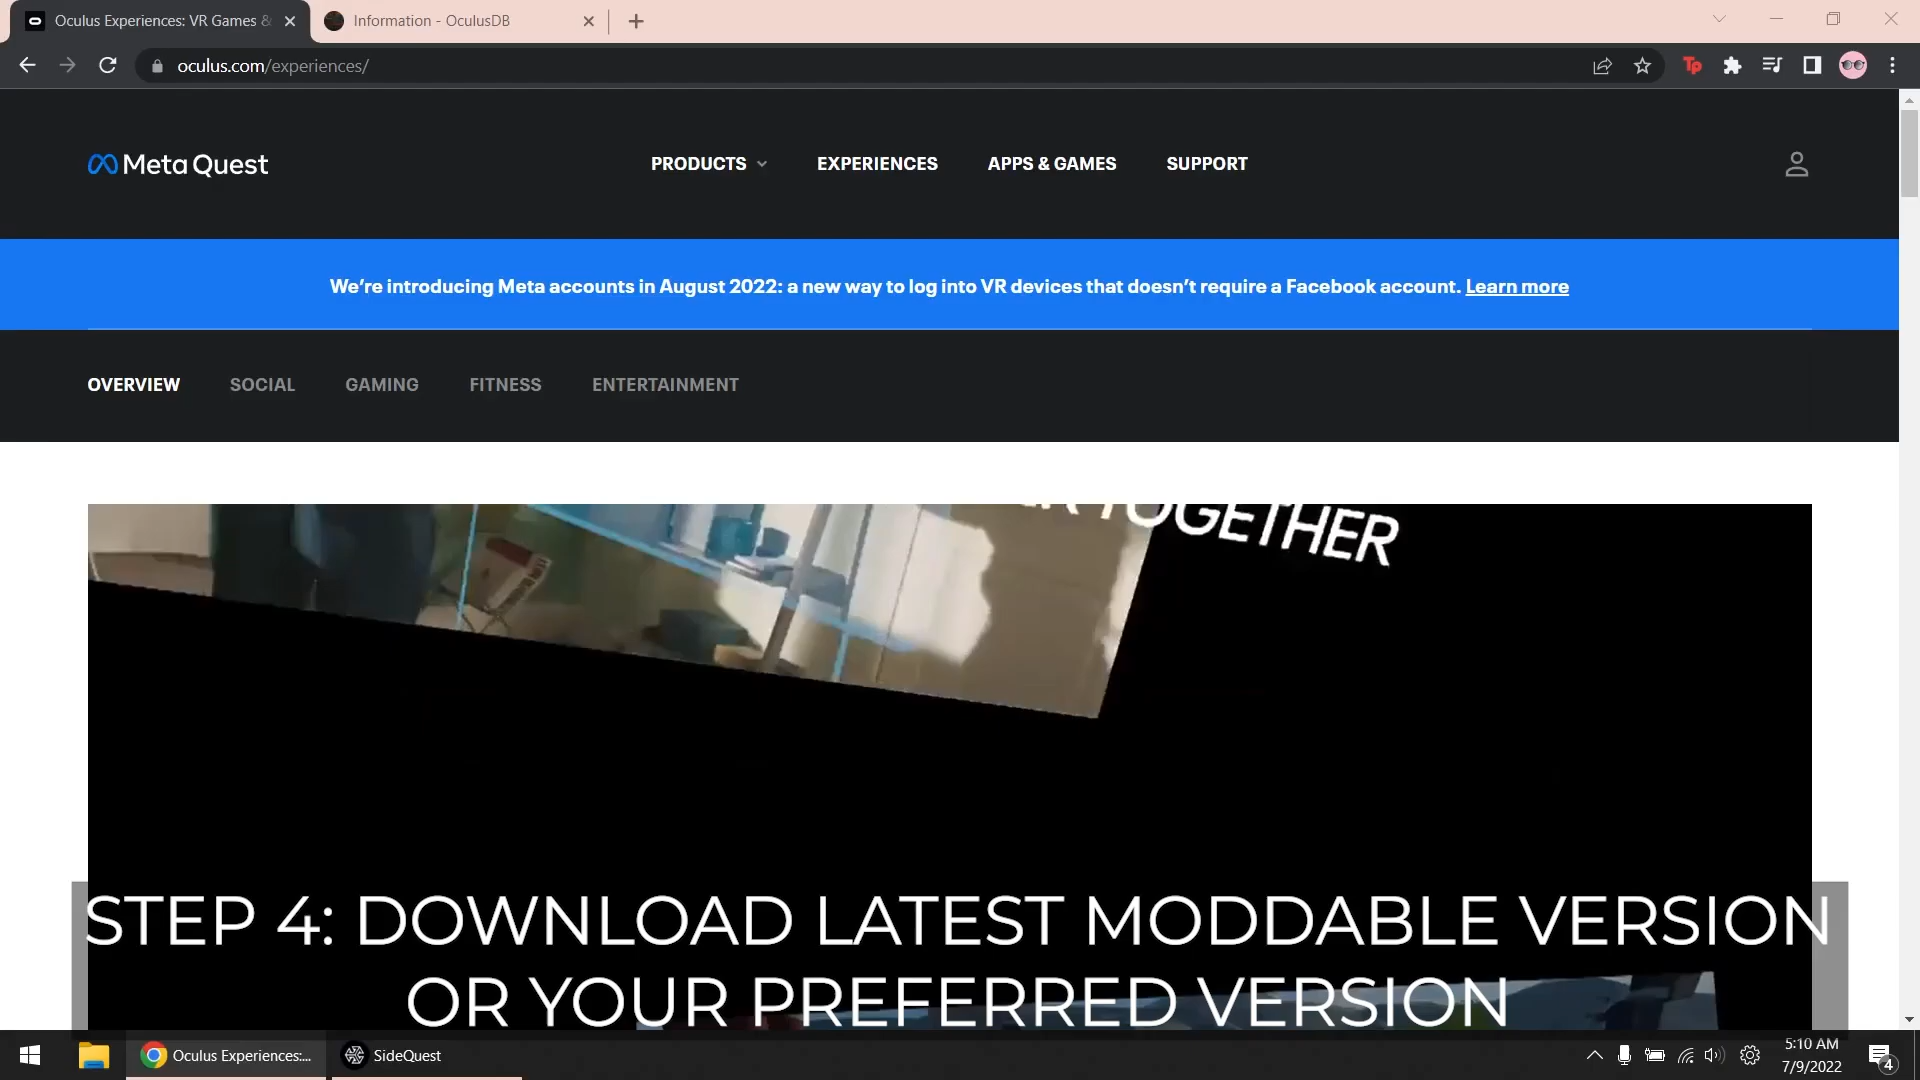 Oculus Experiences: VR Games &
Information - OculusDB
oculus.com/experiences/
Tp
Meta Quest
PRODUCTS
EXPERIENCES
APPS & GAMES
SUPPORT
We're introducing Meta accounts in August 2022: a new way to log into VR devices that doesn't require a Facebook account. Learn more
OVERVIEW
SOCIAL
GAMING
FITNESS
ENTERTAINMENT
TOGETHER
STEP 4: DOWNLOAD LATEST MODDABLE VERSION
OR YOUR PREFERRED VERSION
Oculus Experiences:...
SideQuest
5:10 AM
7/9/2022
4